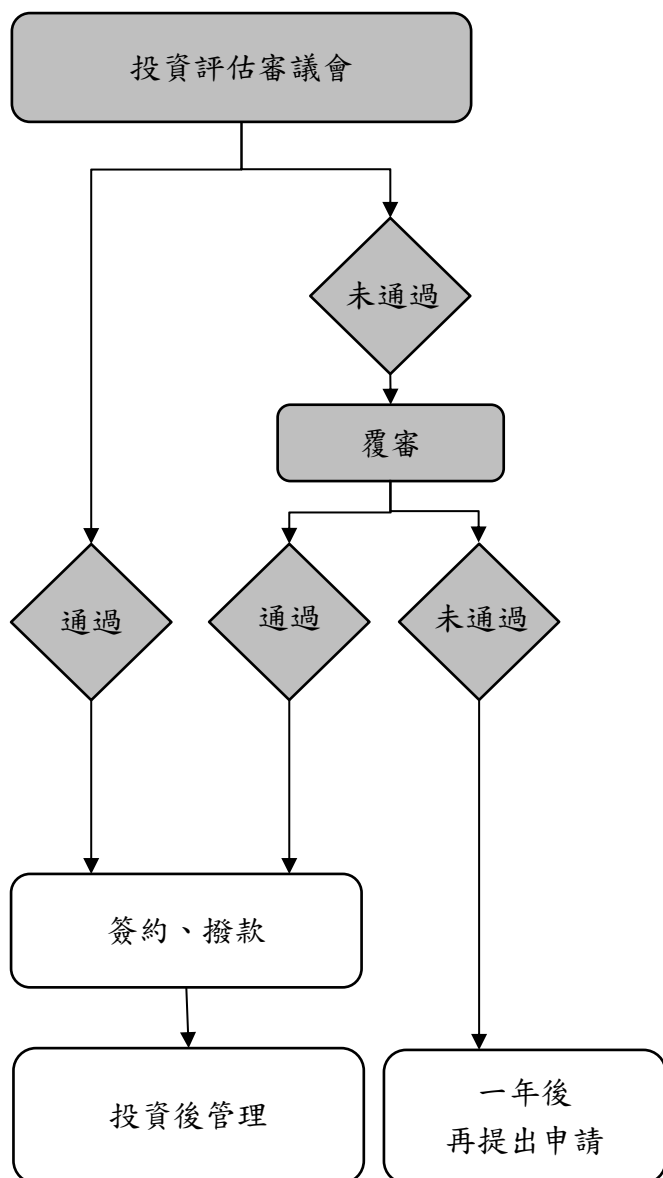 投資評估審議會
未通過
覆審
通過
通過
未通過
簽約、撥款
投資後管理
一年後
再提出申請